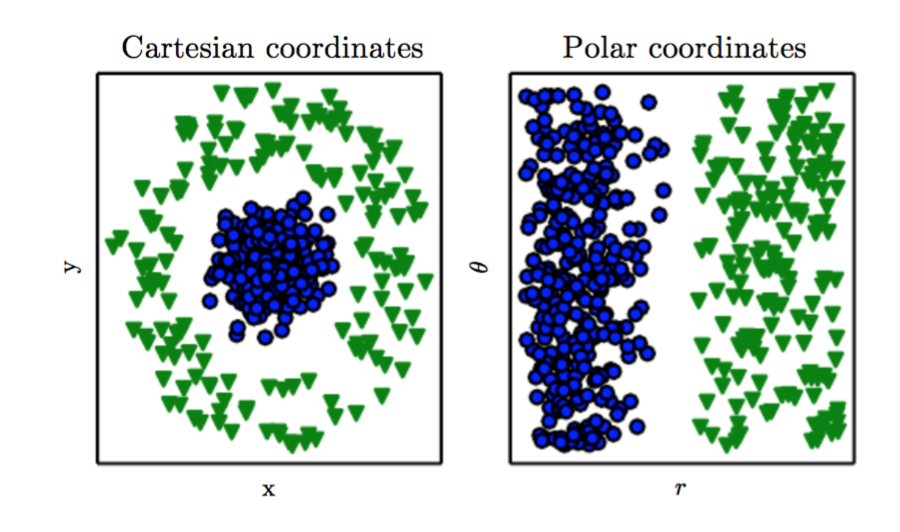 Cartesian coordinates
Polar coordinates
y
θ
x
r